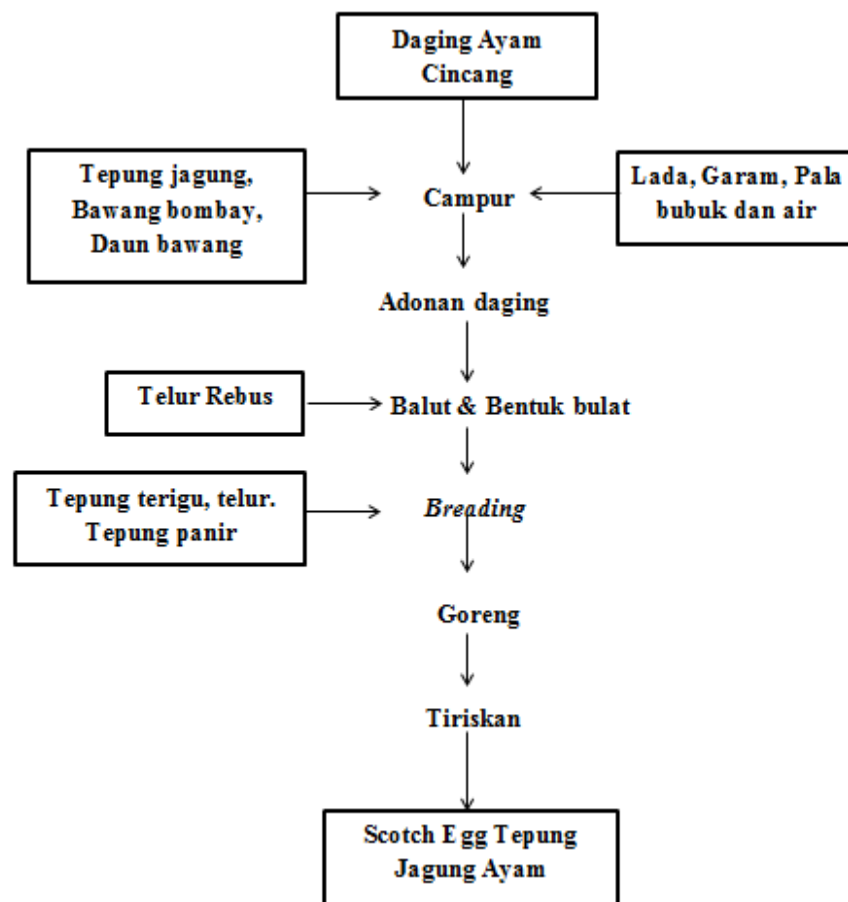 Daging Ayam
Cincang
Tepung jagung,
Bawang bombay,
Daun bawang
Campur
Lada, Garam, Pala
bubuk dan air
Adonan daging
Telur Rebus
Balut & Bentuk bulat
Tepung terigu, telur.
Tepung panir
Breading
Goreng
Tiriskan
Scotch Egg Tepung
Jagung Ayam